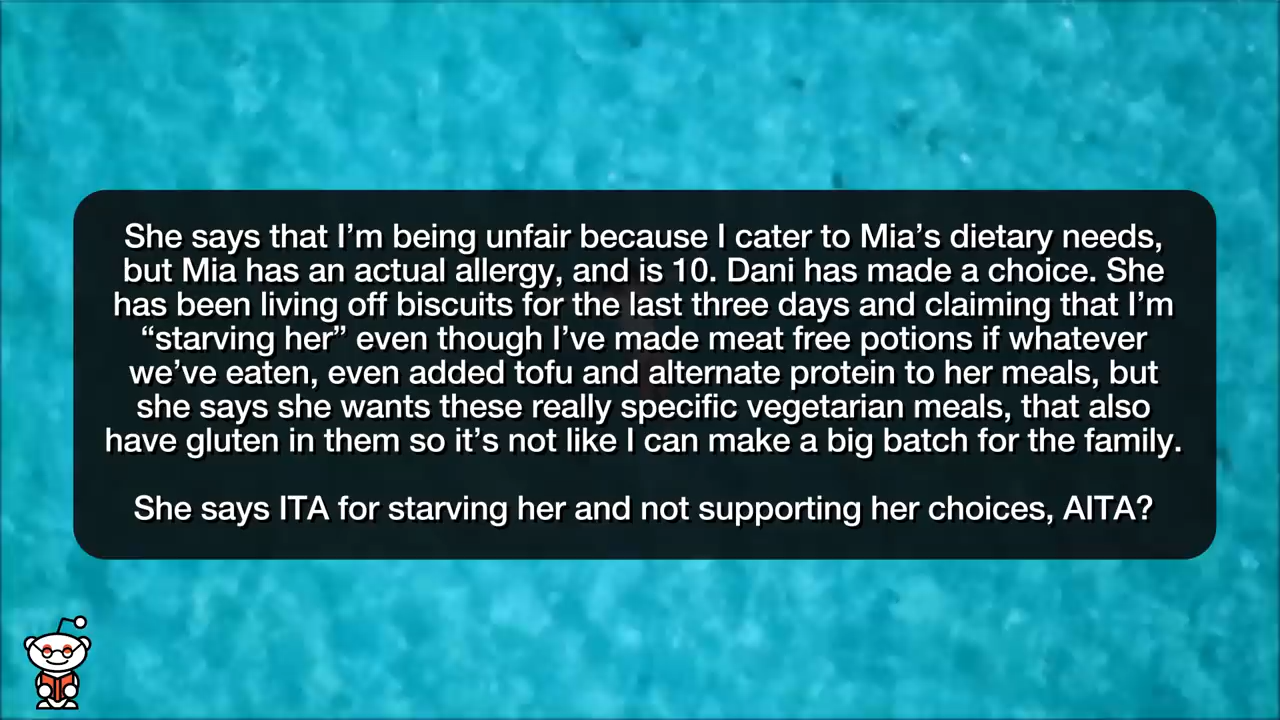 She says that I’m being unfair because I cater to Mia’s dietary needs,
but Mia has an actual allergy, and is 10. Dani has made a choice. She
has been living off biscuits for the last three days and claiming that I’m
“starving her” even though I’ve made meat free potions if whatever
we’ve eaten, even added tofu and alternate protein to her meals, but
she says she wants these really specific vegetarian meals, that also
have gluten in them so it’s not like I can make a big batch for the family.
She says ITA for starving her and not supporting her choices, AITA?